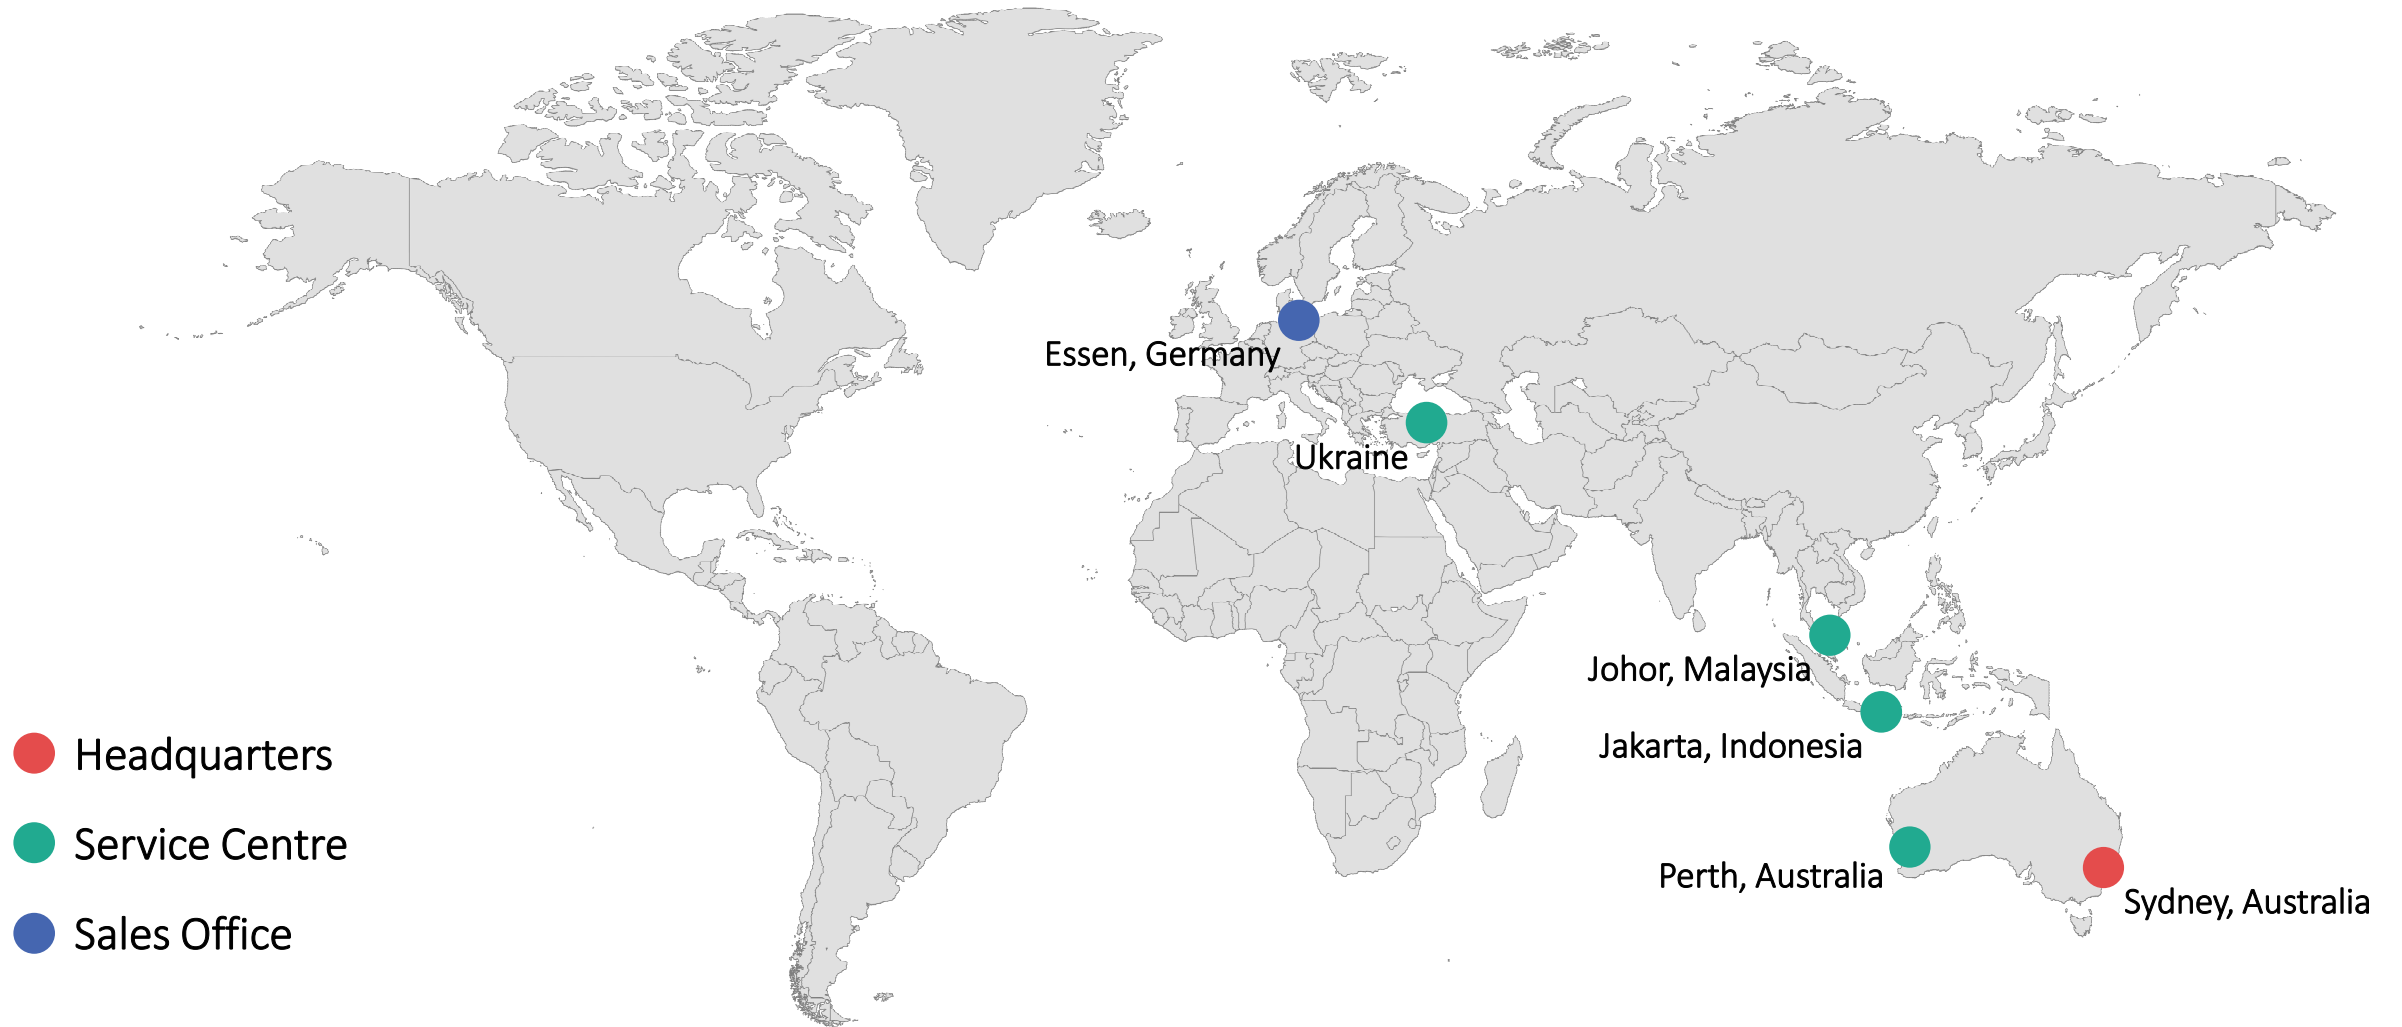 Essen, Germany
Ukraine
Johor, Malaysia
Jakarta, Indonesia
Perth, Australia
Sydney, Australia
Headquarters
Service Centre
Sales Office